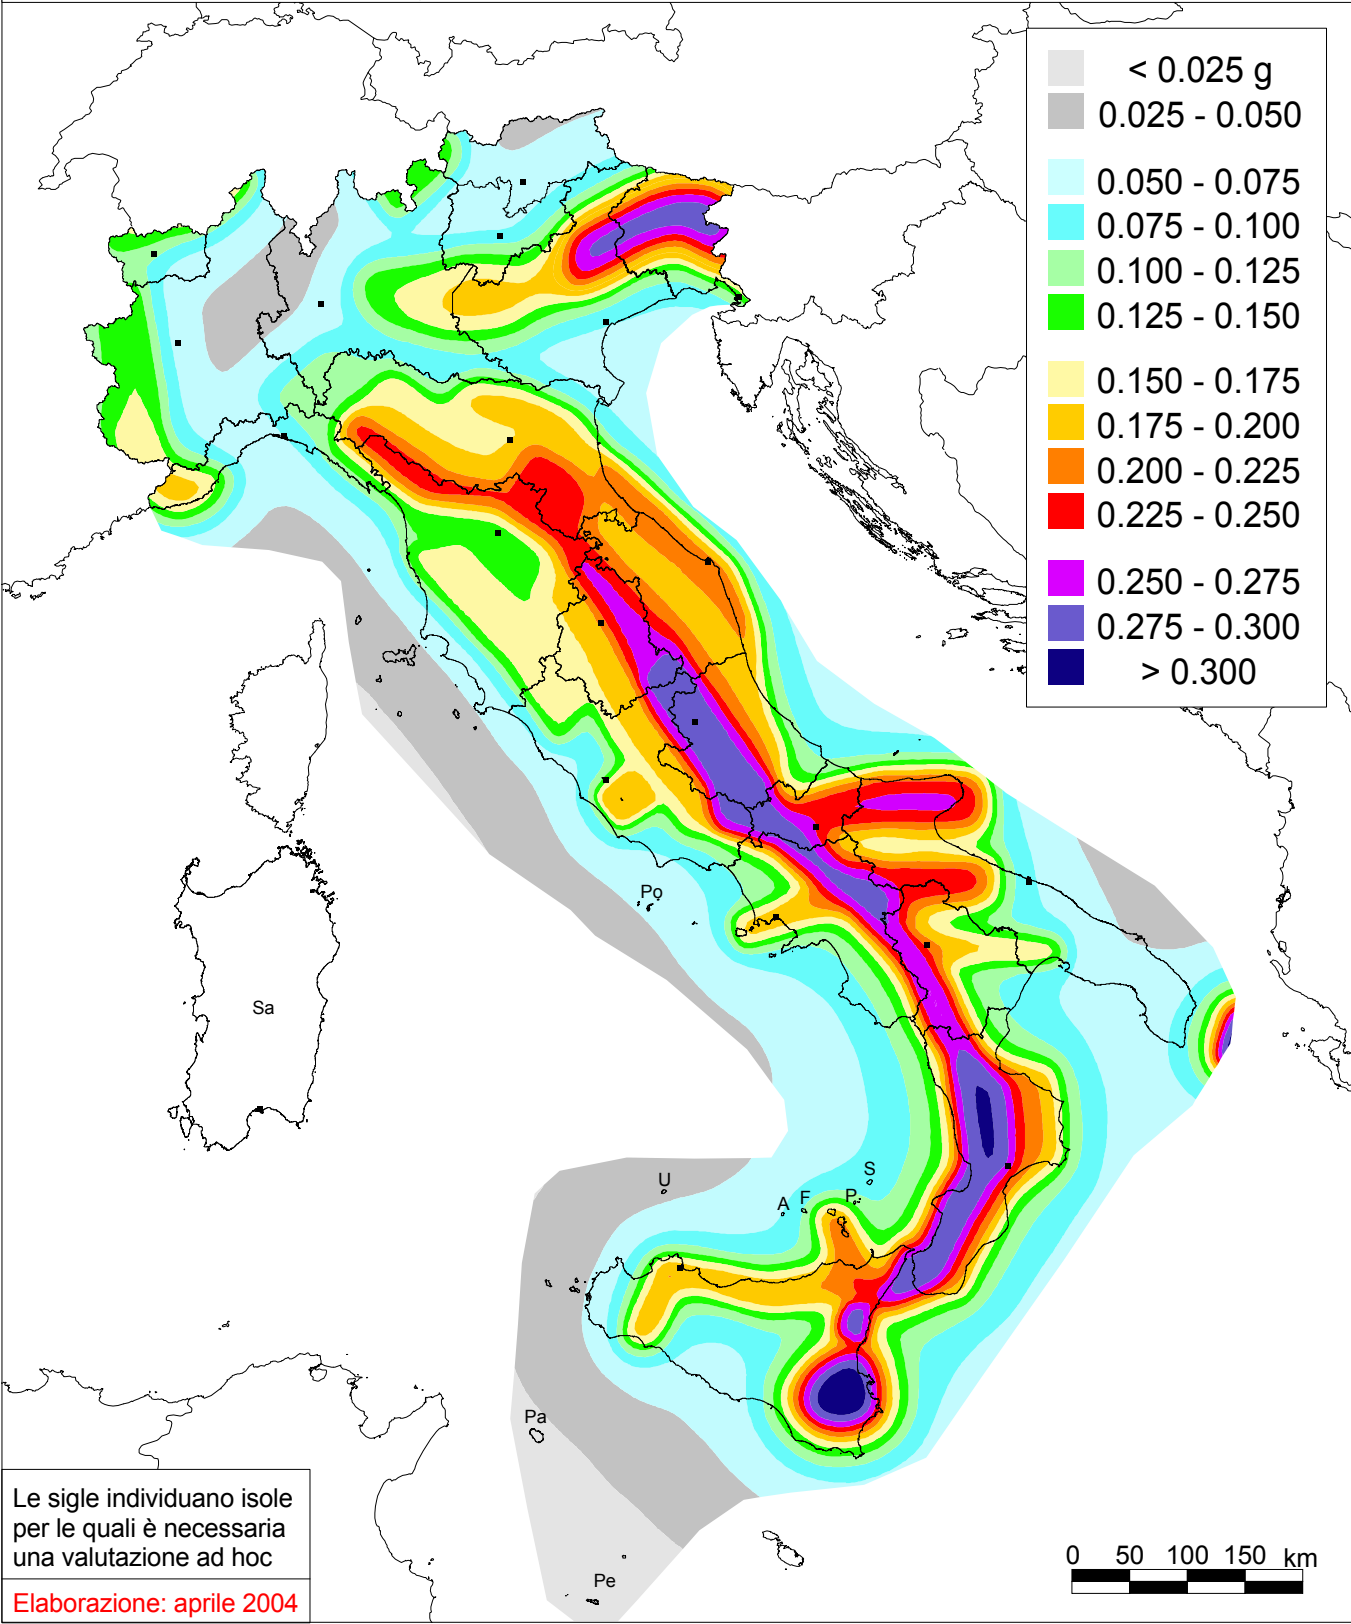 < 0.025 g
0.025 - 0.050
0.050 - 0.075
0.075 - 0.100
0.100 - 0.125
0.125 - 0.150
0.150 - 0.175
0.175 - 0.200
0.200 - 0.225
0.225 - 0.250
0.250 - 0.275
0.275 - 0.300
> 0.300
Po
Sa
S
U
A F P
Pa
Pe
Le sigle individuano isole
per le quali è necessaria
una valutazione ad hoc
Elaborazione: aprile 2004
0 50 100 150 km